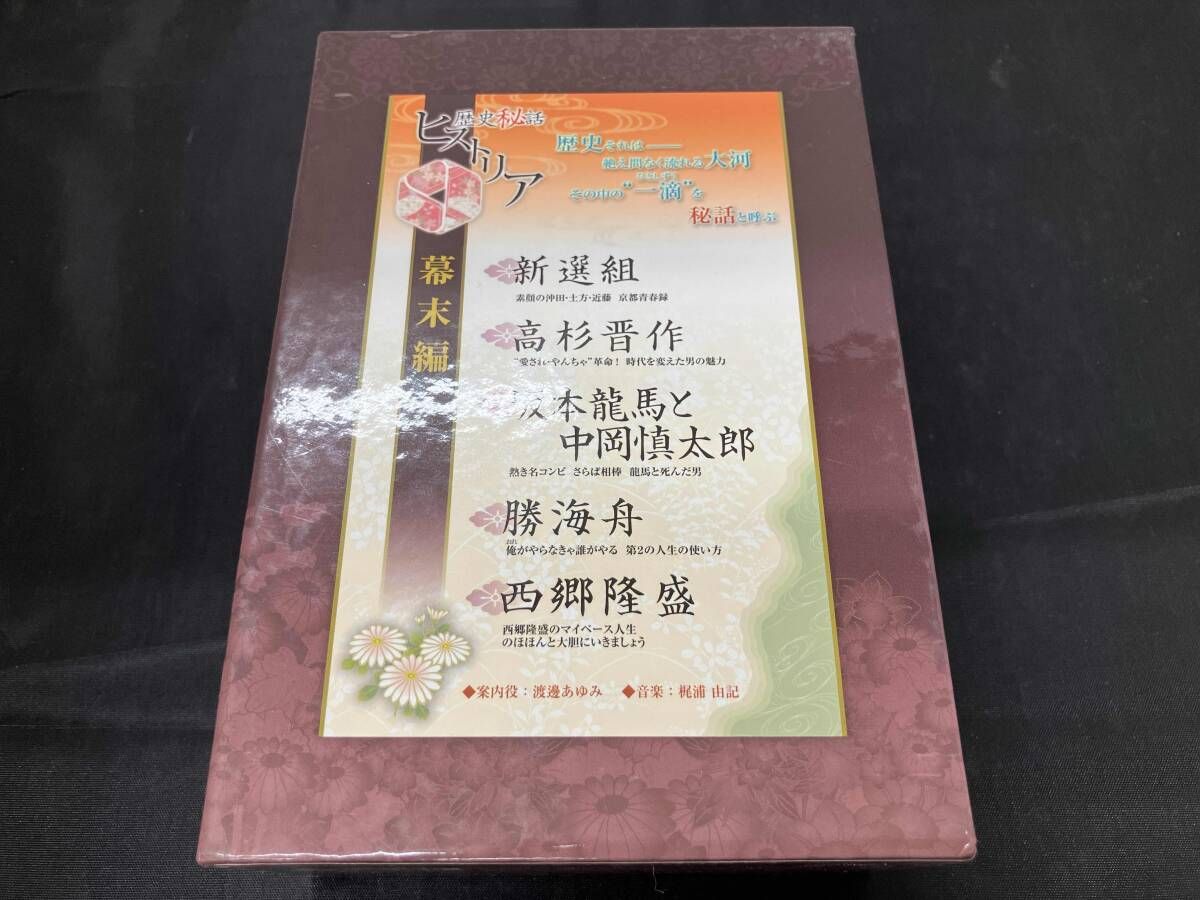 歴史秘話
ヒストリア
歴史それは――
絶え間なく流れる大河
その中の"一滴"を
秘話と呼ぶ
幕末編
新選組
素顔の沖田・土方・近藤 京都青春録
高杉晋作
"愛されやんちゃ"革命! 時代を変えた男の魅力
坂本龍馬と
中岡慎太郎
熱き名コンビ さらば相棒 龍馬と死んだ男
勝海舟
俺がやらなきゃ誰がやる 第2の人生の使い方
西郷隆盛
西郷隆盛のマイペース人生
のほほんと大胆にいきましょう
◆案内役:渡邊あゆみ ◆音楽:梶浦 由記